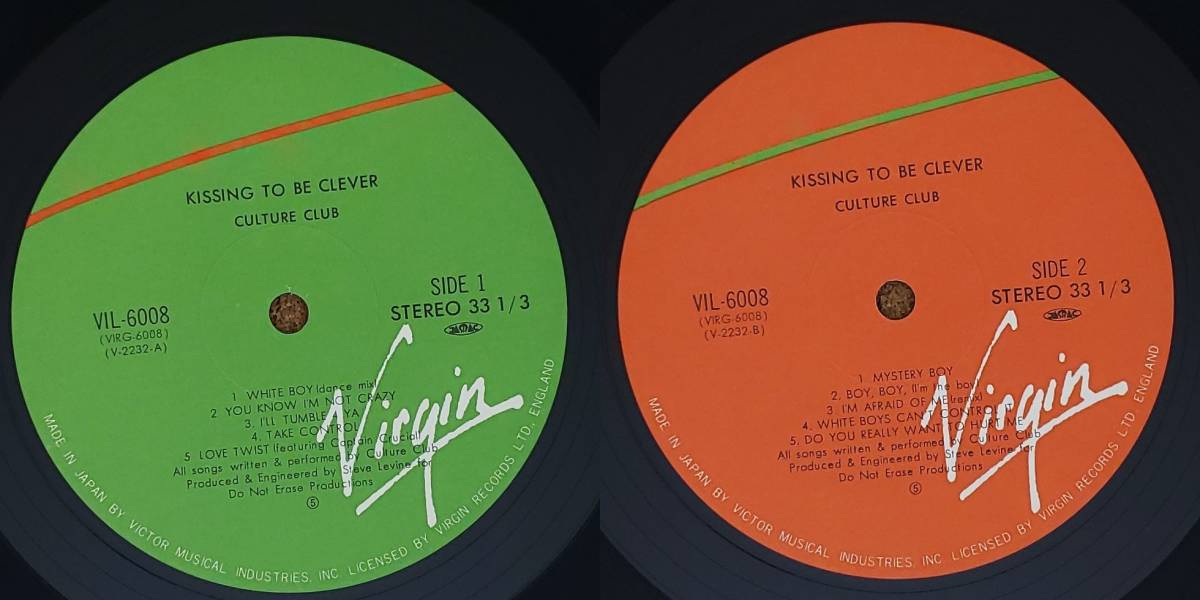 KISSING TO BE CLEVER
CULTURE CLUB
SIDE 1
STEREO 33 1/3
JASRAC
VIL-6008
(VIRG-6008)
(V-2232-A)
1 WHITE BOY (dance mix)
2 YOU KNOW I'M NOT CRAZY
3. I'LL TUMBLE 4 YA
4. TAKE CONTROL
5 LOVE TWIST (featuring Captain Crucial)
All songs written & performed by Culture Club
Produced & Engineered by Steve Levine for
Do Not Erase Productions
⑤
Virgin
MADE IN JAPAN BY VICTOR MUSICAL INDUSTRIES, INC. LICENSED BY VIRGIN RECORDS LTD., ENGLAND
KISSING TO BE CLEVER
CULTURE CLUB
SIDE 2
STEREO 33 1/3
JASRAC
VIL-6008
(VIRG-6008)
(V-2232-B)
1 MYSTERY BOY
2. BOY, BOY, (I'm the boy)
3. I'M AFRAID OF ME (remix)
4. WHITE BOYS CAN'T CONTROL IT
5. DO YOU REALLY WANT TO HURT ME
All songs written & performed by Culture Club
Produced & Engineered by Steve Levine for
Do Not Erase Productions
⑤
Virgin
MADE IN JAPAN BY VICTOR MUSICAL INDUSTRIES, INC. LICENSED BY VIRGIN RECORDS LTD., ENGLAND